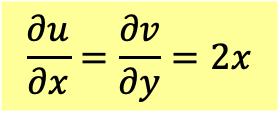 ∂u/∂x = ∂v/∂y = 2x